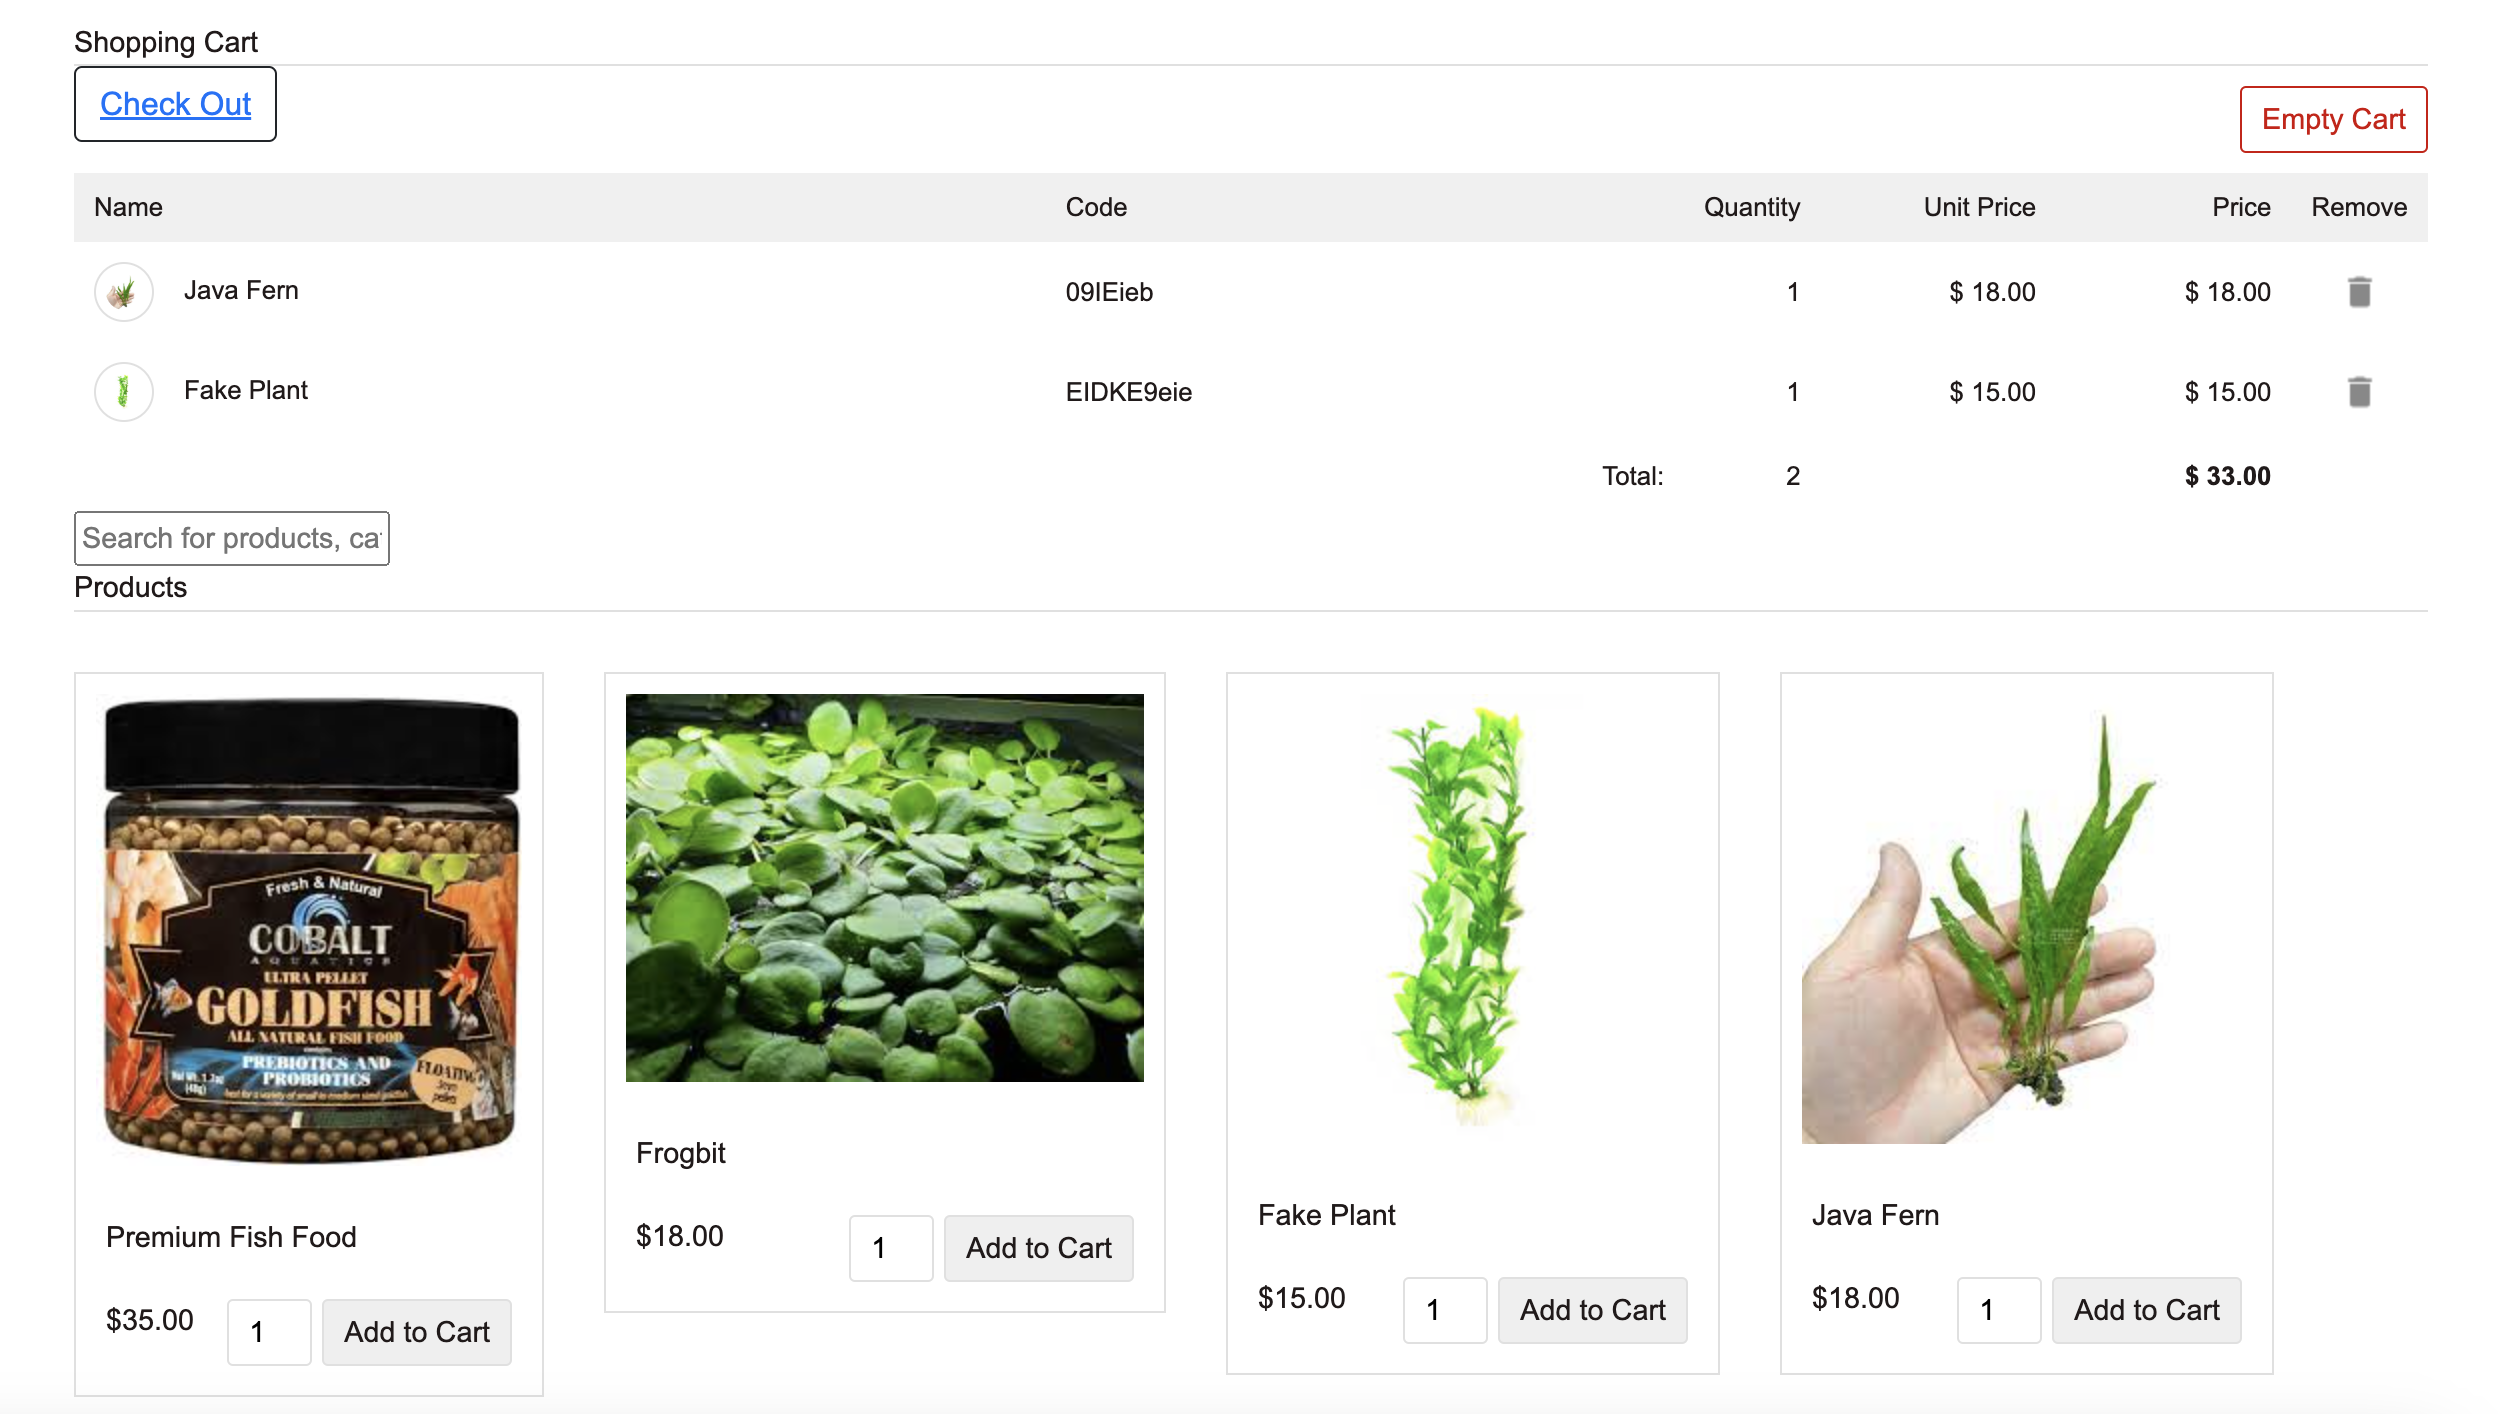 Shopping Cart
Check Out
Empty Cart
Name Code Quantity Unit Price Price Remove
Java Fern 09IEieb 1 $ 18.00 $ 18.00
Fake Plant EIDKE9eie 1 $ 15.00 $ 15.00
Total: 2 $ 33.00
Search for products, ca
Products
Fresh & Natural
COBALT
AQUATICS
ULTRA PELLET
GOLDFISH
ALL NATURAL FISH FOOD
PREBIOTICS AND
PROBIOTICS
FLOATING
Premium Fish Food
$35.00 1 Add to Cart
Frogbit
$18.00 1 Add to Cart
Fake Plant
$15.00 1 Add to Cart
Java Fern
$18.00 1 Add to Cart